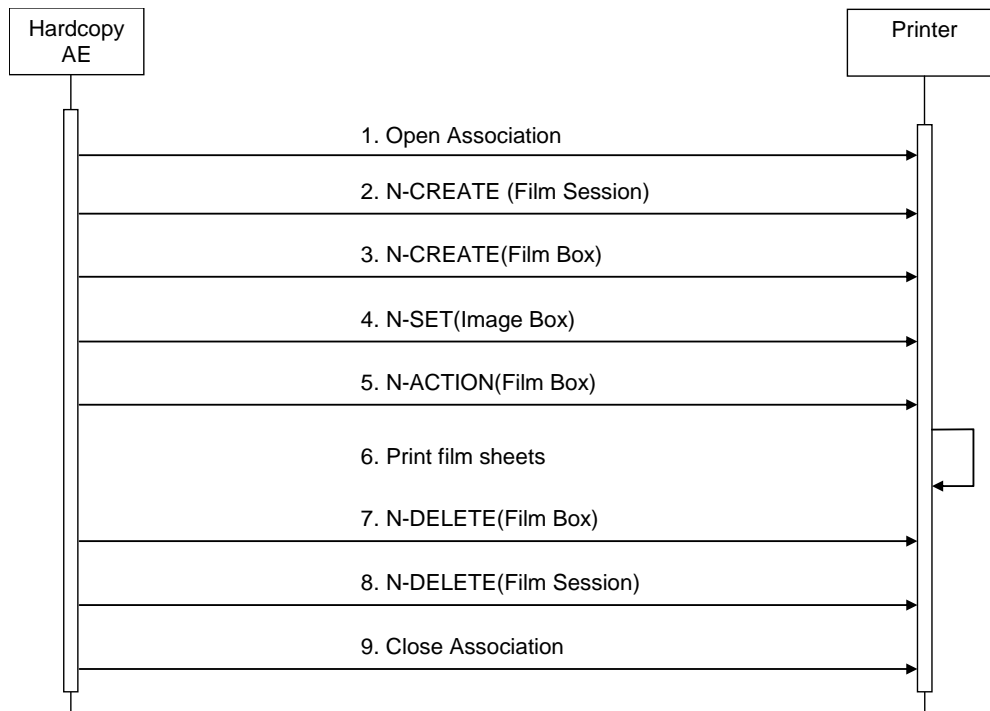 Hardcopy
AE
Printer
1. Open Association
2. N-CREATE (Film Session)
3. N-CREATE(Film Box)
4. N-SET(Image Box)
5. N-ACTION(Film Box)
6. Print film sheets
7. N-DELETE(Film Box)
8. N-DELETE(Film Session)
9. Close Association